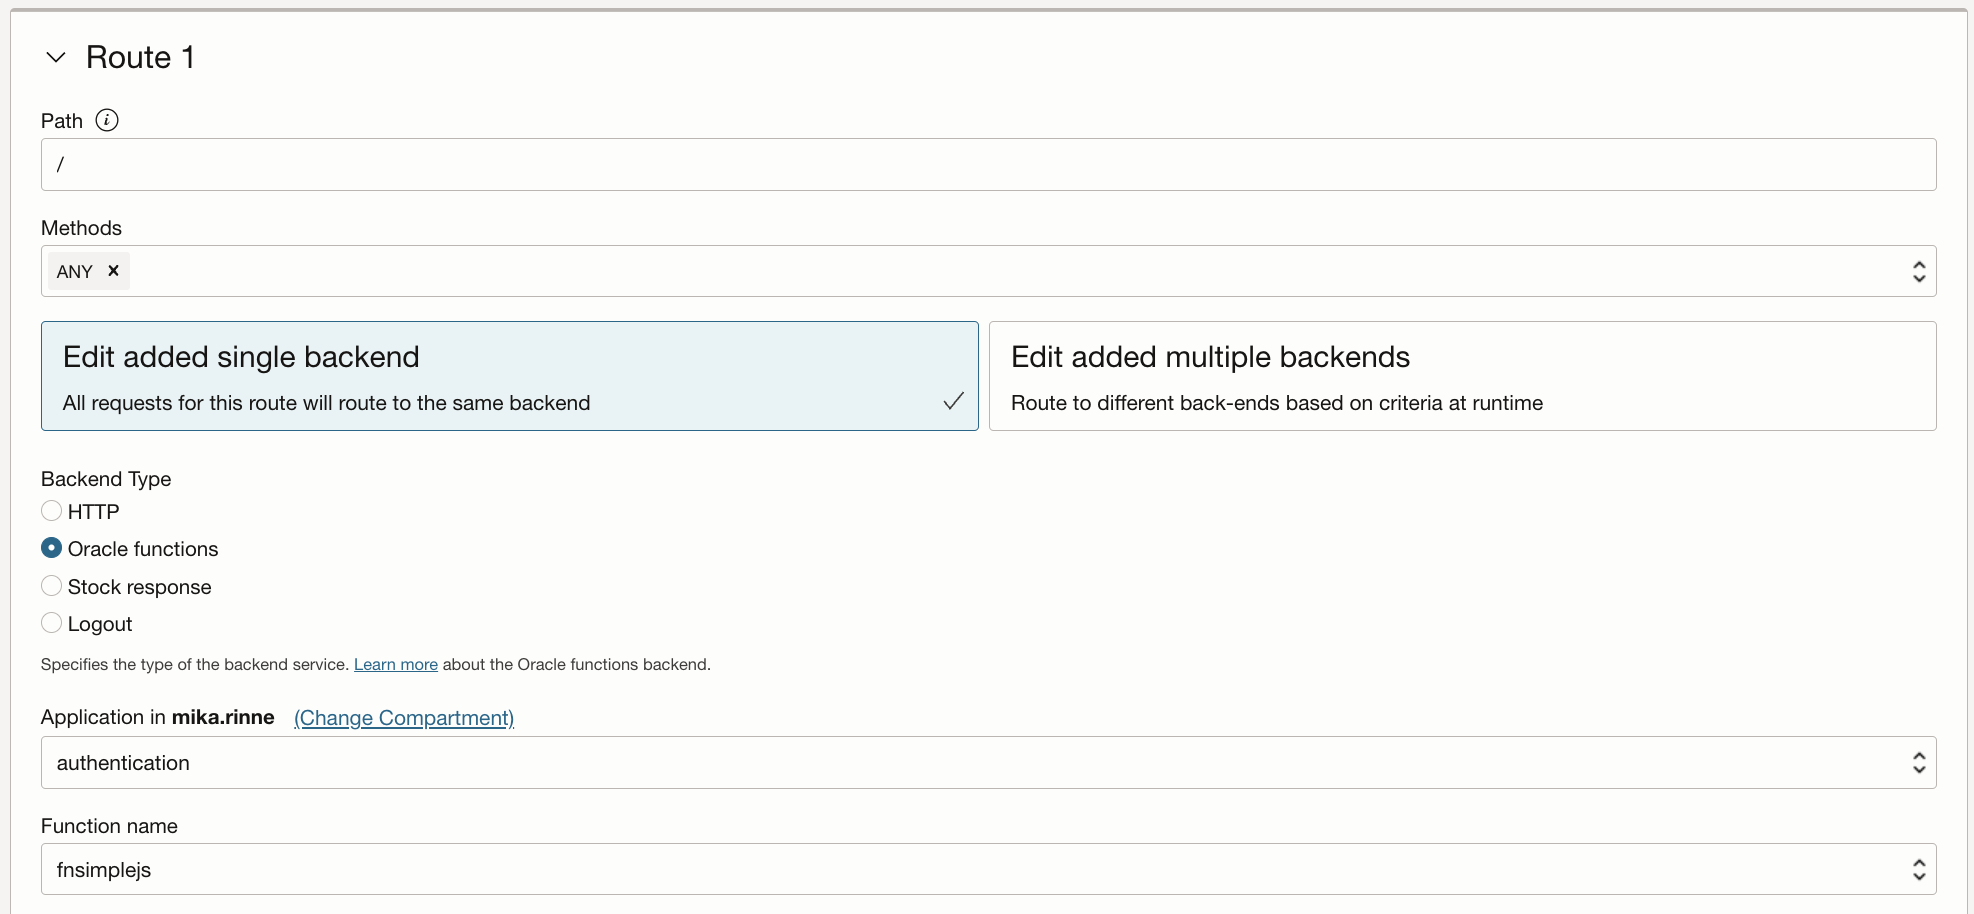 Route 1
Path
/
Methods
ANY
Edit added single backend
All requests for this route will route to the same backend
Edit added multiple backends
Route to different back-ends based on criteria at runtime
Backend Type
HTTP
Oracle functions
Stock response
Logout
Specifies the type of the backend service. Learn more about the Oracle functions backend.
Application in mika.rinne (Change Compartment)
authentication
Function name
fnsimplejs